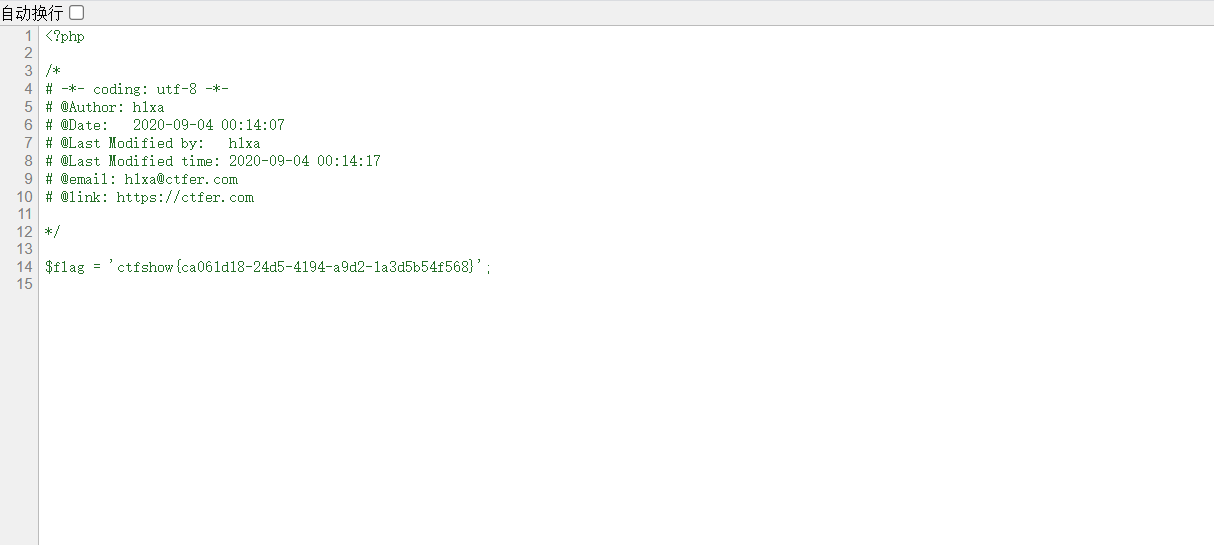 自动换行
1 <?php
2
3 /*
4 # -*- coding: utf-8 -*-
5 # @Author: h1xa
6 # @Date:   2020-09-04 00:14:07
7 # @Last Modified by:   h1xa
8 # @Last Modified time: 2020-09-04 00:14:17
9 # @email: h1xa@ctfer.com
10 # @link: https://ctfer.com
11
12 */
13
14 $flag = 'ctfshow{ca061d18-24d5-4194-a9d2-1a3d5b54f568}';
15